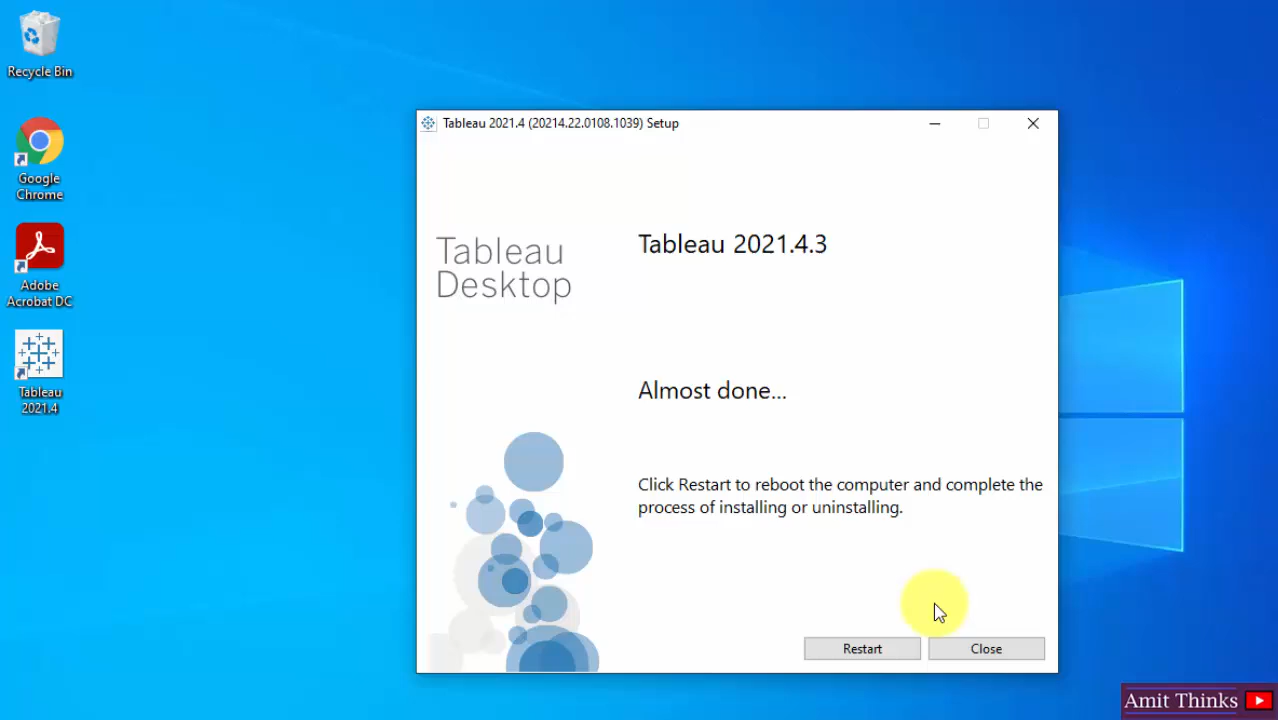 Recycle Bin
Google
Chrome
Adobe
Acrobat DC
Tableau
2021.4
Tableau 2021.4 (20214.22.0108.1039) Setup
Tableau
Desktop
Tableau 2021.4.3
Almost done...
Click Restart to reboot the computer and complete the
process of installing or uninstalling.
Restart
Close
Amit Thinks